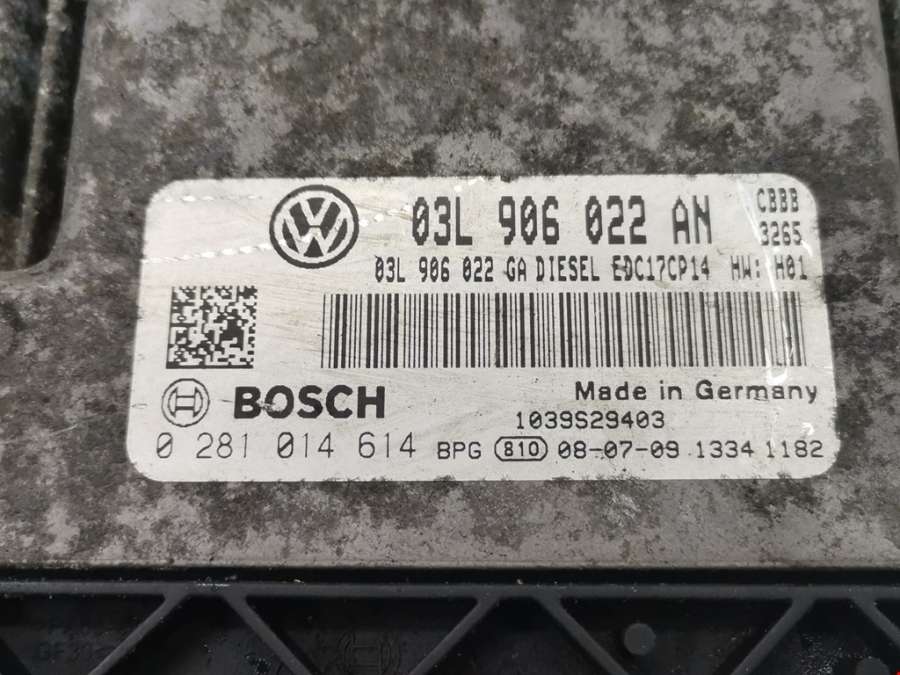 03L 906 022 AN CBBB
3265
03L 906 022 GA DIESEL EDC17CP14 HW: H01
BOSCH
Made in Germany
1039S29403
0 281 014 614 BPG 810 08-07-09 1334 1182